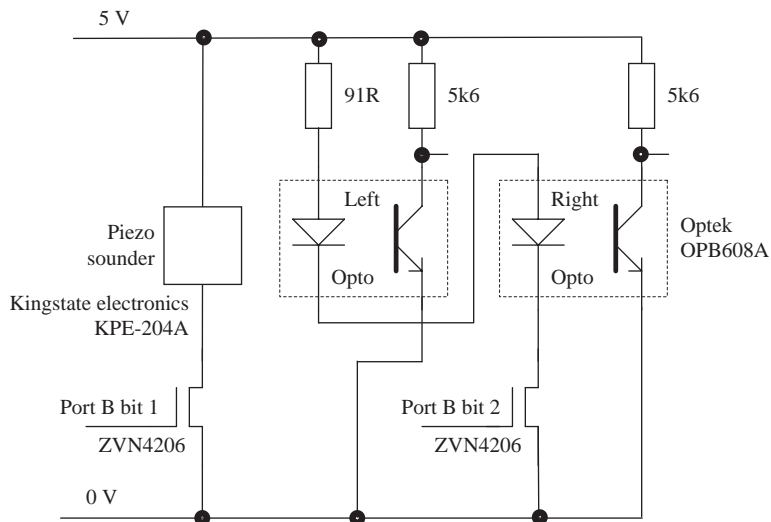 5 V
91R
5k6
5k6
Left
Right
Piezo
sounder
Optek
OPB608A
Opto
Opto
Kingstate electronics
KPE-204A
Port B bit 1
Port B bit 2
ZVN4206
ZVN4206
0 V